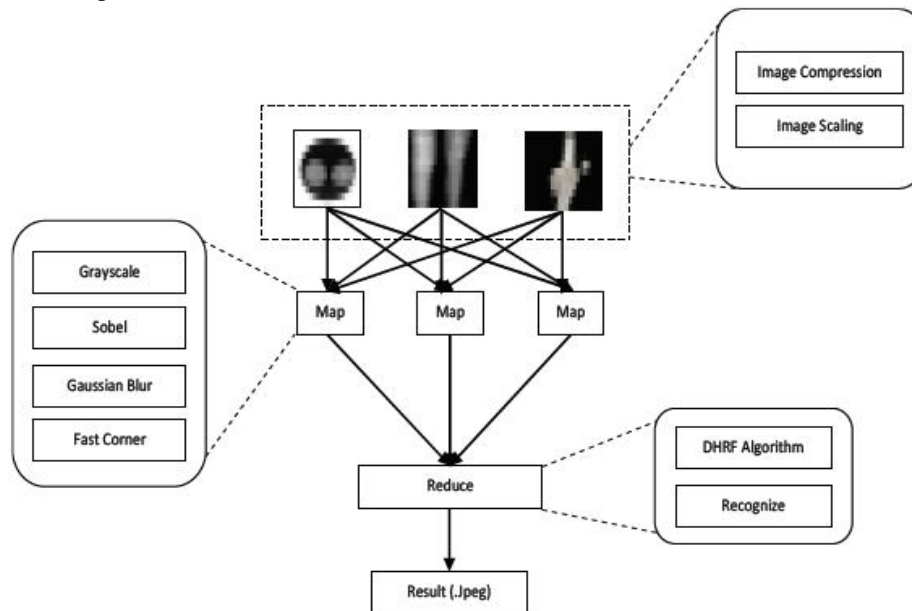 Image Compression
Image Scaling
Grayscale
Sobel
Gaussian Blur
Fast Corner
Map
Map
Map
DHRF Algorithm
Recognize
Reduce
Result (.Jpeg)